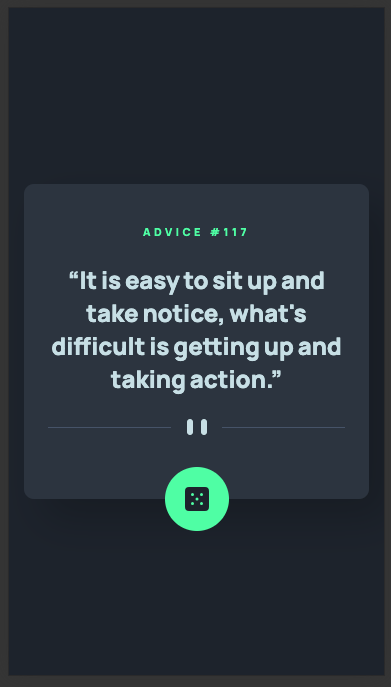 ADVICE #117
“It is easy to sit up and
take notice, what's
difficult is getting up and
taking action.”